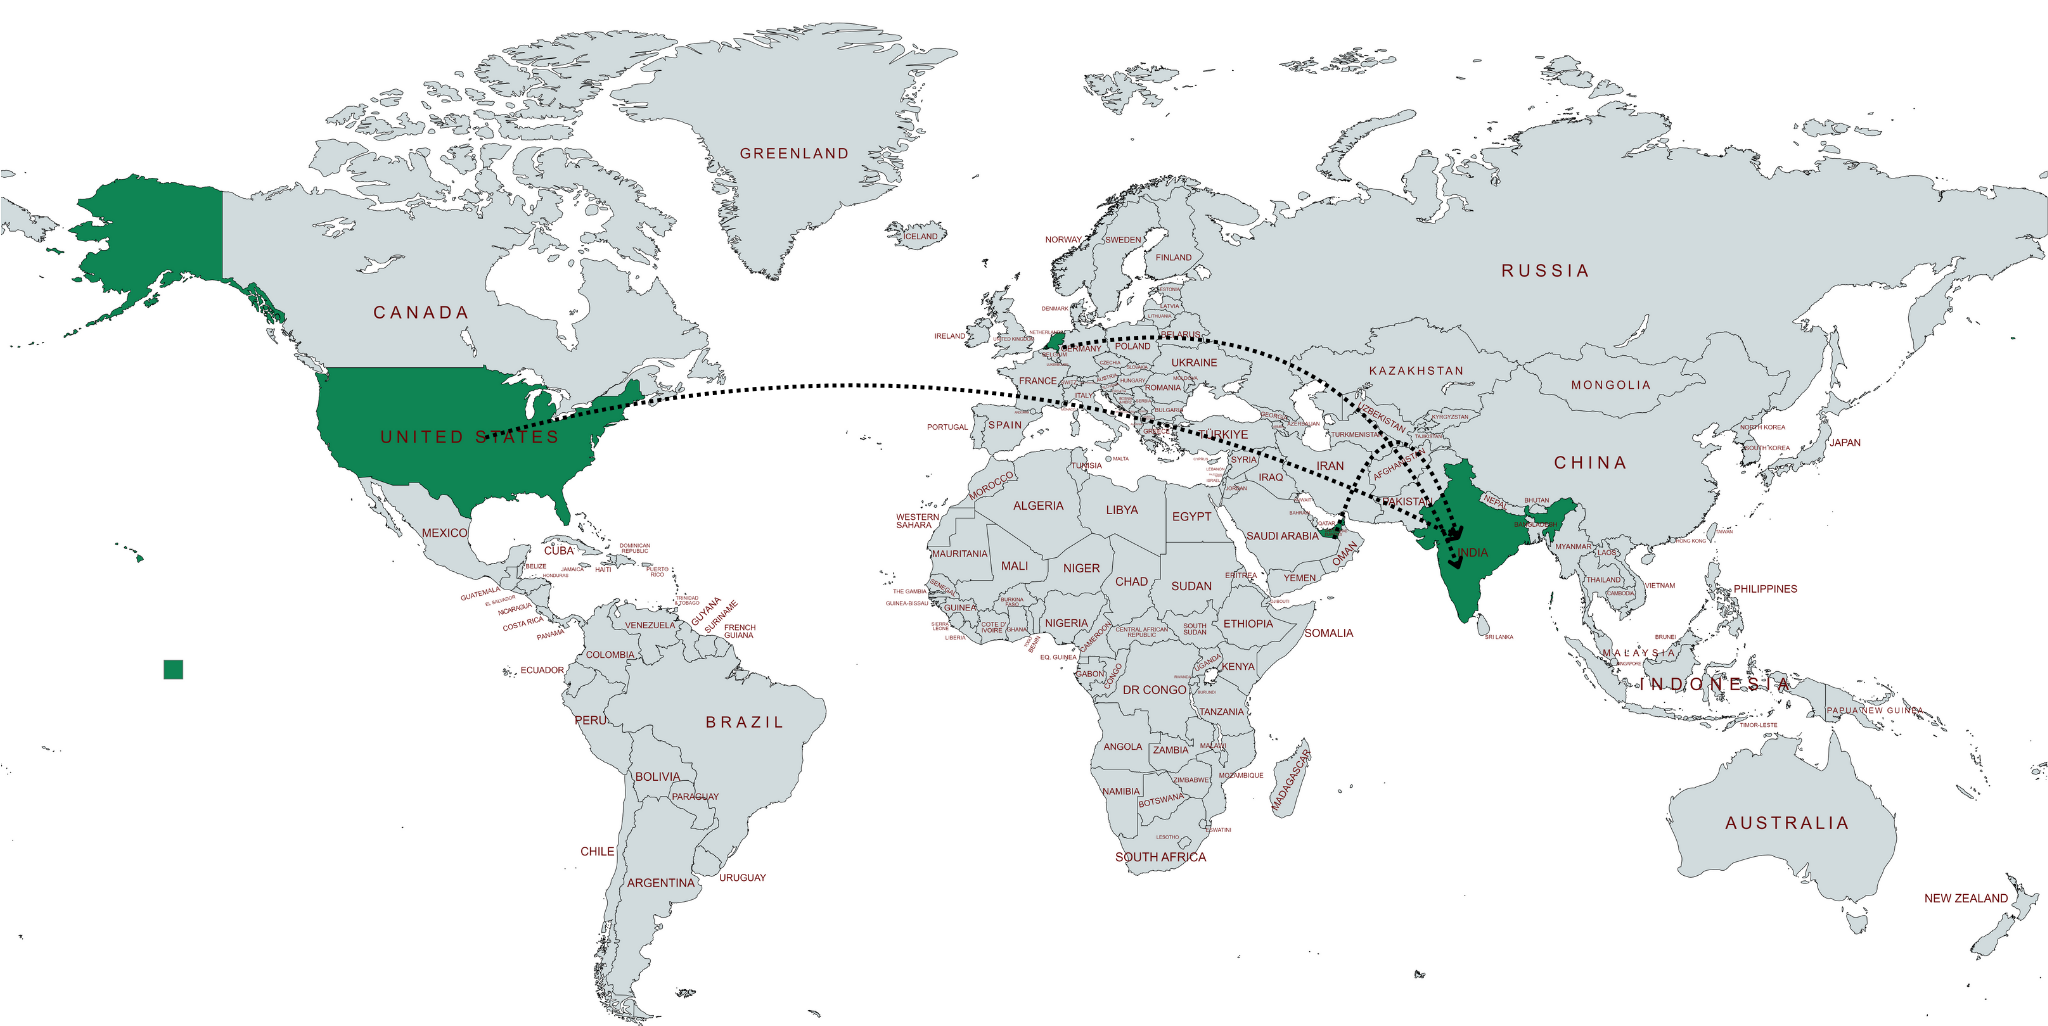 GREENLAND
ICELAND
NORWAY
SWEDEN
FINLAND
RUSSIA
ESTONIA
LATVIA
LITHUANIA
DENMARK
CANADA
IRELAND
UNITED KINGDOM
NETHERLANDS
BELGIUM
GERMANY
POLAND
BELARUS
UKRAINE
CZECHIA
SLOVAKIA
AUSTRIA
HUNGARY
MOLDOVA
ROMANIA
FRANCE
ITALY
SERBIA
BULGARIA
KAZAKHSTAN
MONGOLIA
PORTUGAL
SPAIN
GREECE
TÜRKIYE
GEORGIA
AZERBAIJAN
UZBEKISTAN
KYRGYZSTAN
TURKMENISTAN
TAJIKISTAN
NORTH KOREA
SOUTH KOREA
JAPAN
UNITED STATES
CHINA
MALTA
TUNISIA
MOROCCO
ALGERIA
LIBYA
EGYPT
LEBANON
ISRAEL
SYRIA
JORDAN
IRAQ
IRAN
KUWAIT
AFGHANISTAN
PAKISTAN
NEPAL
BHUTAN
BANGLADESH
INDIA
WESTERN
SAHARA
BAHRAIN
QATAR
SAUDI ARABIA
OMAN
YEMEN
MYANMAR
LAOS
THAILAND
CAMBODIA
VIETNAM
HONG KONG
TAIWAN
PHILIPPINES
MEXICO
CUBA
DOMINICAN
REPUBLIC
BELIZE
JAMAICA
HAITI
PUERTO
RICO
HONDURAS
GUATEMALA
EL SALVADOR
NICARAGUA
COSTA RICA
PANAMA
TRINIDAD
& TOBAGO
VENEZUELA
GUYANA
SURINAME
FRENCH
GUIANA
COLOMBIA
ECUADOR
PERU
BRAZIL
BOLIVIA
PARAGUAY
CHILE
ARGENTINA
URUGUAY
MAURITANIA
MALI
NIGER
CHAD
SUDAN
ERITREA
DJIBOUTI
SENEGAL
THE GAMBIA
GUINEA-BISSAU
GUINEA
SIERRA
LEONE
LIBERIA
COTE D'
IVOIRE
BURKINA
FASO
GHANA
BENIN
NIGERIA
CAMEROON
CENTRAL AFRICAN
REPUBLIC
SOUTH
SUDAN
ETHIOPIA
SOMALIA
EQ. GUINEA
GABON
CONGO
DR CONGO
UGANDA
KENYA
RWANDA
BURUNDI
TANZANIA
ANGOLA
ZAMBIA
MALAWI
MOZAMBIQUE
ZIMBABWE
NAMIBIA
BOTSWANA
MADAGASCAR
ESWATINI
LESOTHO
SOUTH AFRICA
SRI LANKA
BRUNEI
MALAYSIA
SINGAPORE
INDONESIA
TIMOR-LESTE
PAPUA NEW GUINEA
AUSTRALIA
NEW ZEALAND